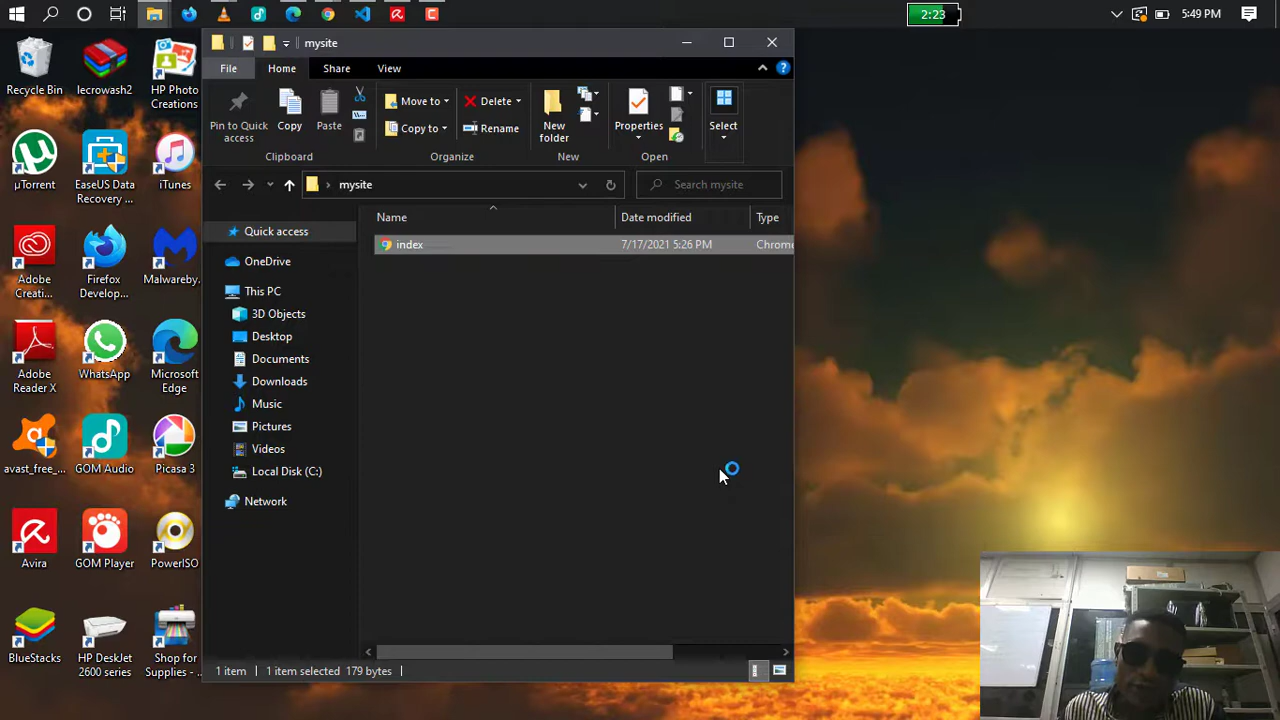 2:23
5:49 PM
mysite
File
Home
Share
View
Pin to Quick
access
Copy
Paste
Move to
Copy to
Delete
Rename
New
folder
Properties
Select
Clipboard
Organize
New
Open
mysite
Search mysite
Name
Date modified
Type
index
7/17/2021 5:26 PM
Chrome
Quick access
OneDrive
This PC
3D Objects
Desktop
Documents
Downloads
Music
Pictures
Videos
Local Disk (C:)
Network
1 item
1 item selected 179 bytes
Recycle Bin
lecrowash2
HP Photo
Creations
µTorrent
EaseUS Data
Recovery ...
iTunes
Adobe
Creati...
Firefox
Develop...
Malwareby...
Adobe
Reader X
WhatsApp
Microsoft
Edge
avast_free_...
GOM Audio
Picasa 3
Avira
GOM Player
PowerISO
BlueStacks
HP DeskJet
2600 series
Shop for
Supplies -...